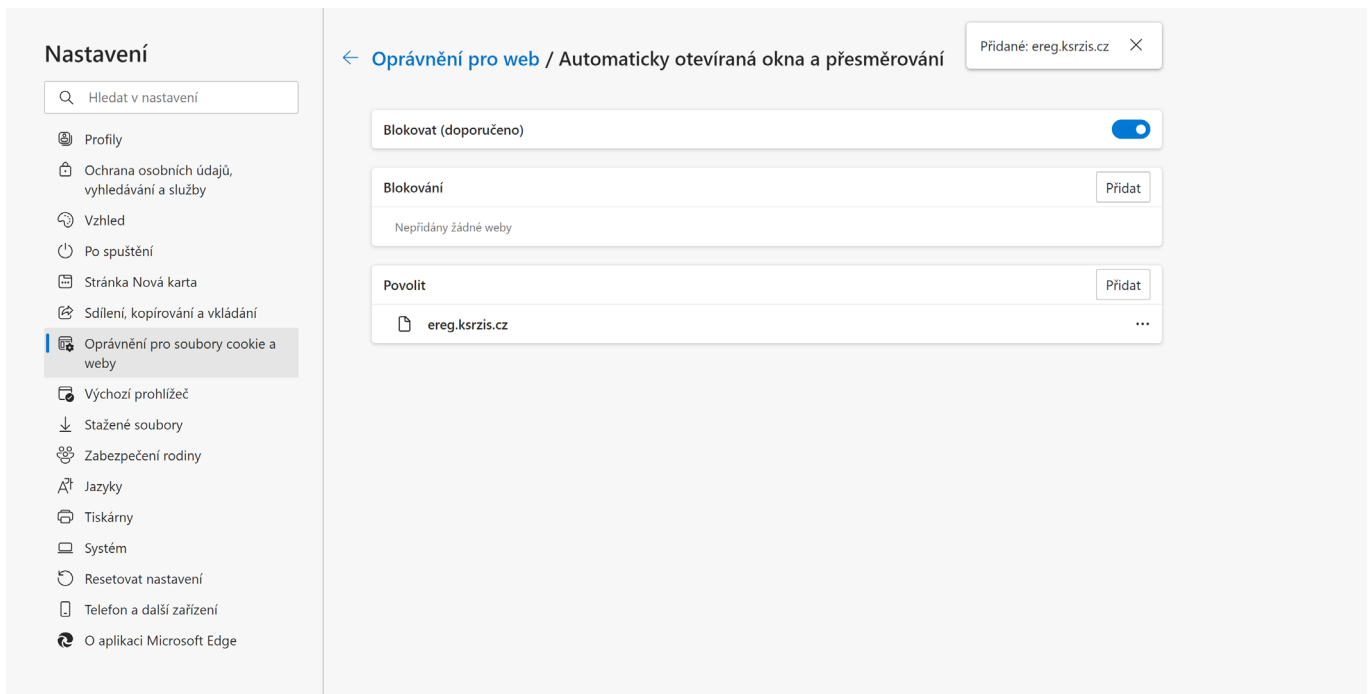 Nastavení
Hledat v nastavení
Profily
Ochrana osobních údajů,
vyhledávání a služby
Vzhled
Po spuštění
Stránka Nová karta
Sdílení, kopírování a vkládání
Oprávnění pro soubory cookie a
weby
Výchozí prohlížeč
Stažené soubory
Zabezpečení rodiny
Jazyky
Tiskárny
Systém
Resetovat nastavení
Telefon a další zařízení
O aplikaci Microsoft Edge
Oprávnění pro web / Automaticky otevíraná okna a přesměrování
Přidané: ereg.ksrzis.cz
Blokovat (doporučeno)
Blokování
Přidat
Nepřidány žádné weby
Povolit
Přidat
ereg.ksrzis.cz